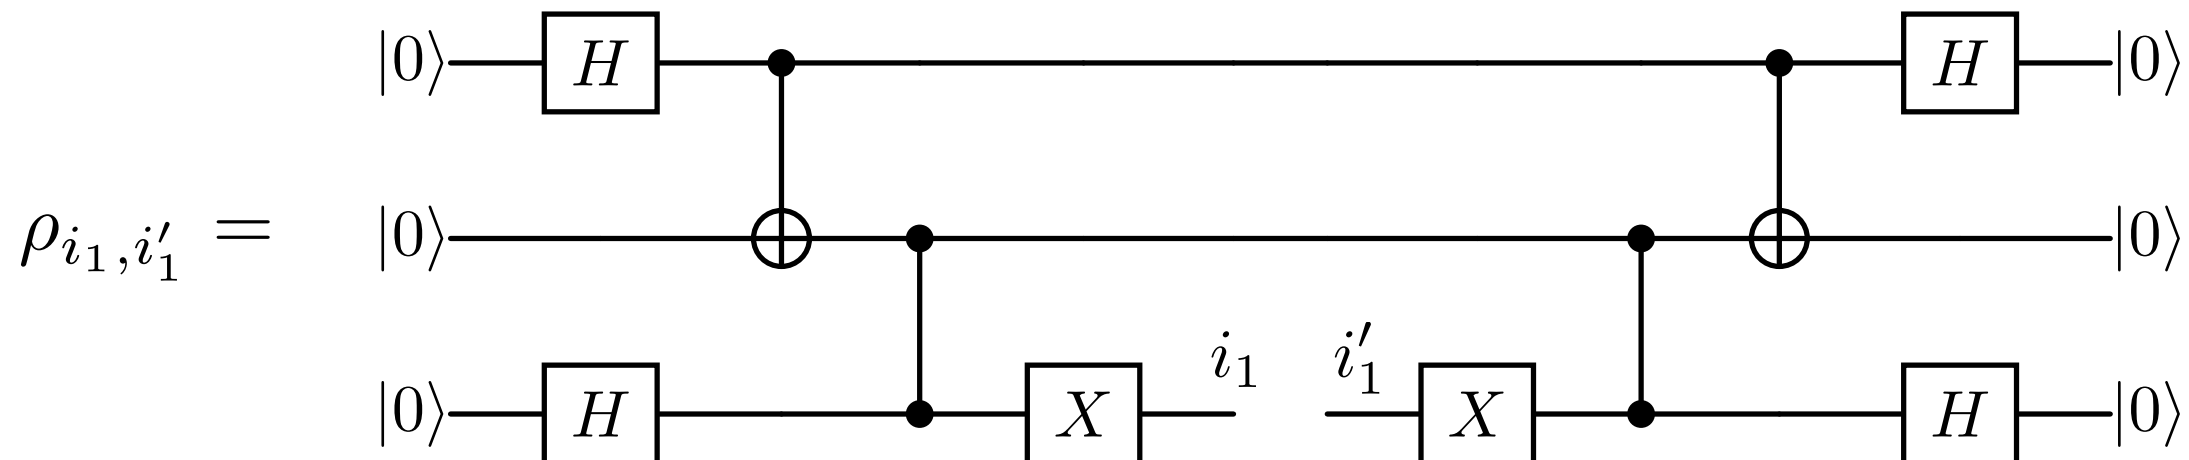 |0⟩ H H |0⟩
ρ_{i_1,i'_1} = |0⟩ |0⟩
i_1 i'_1
|0⟩ H X X H |0⟩